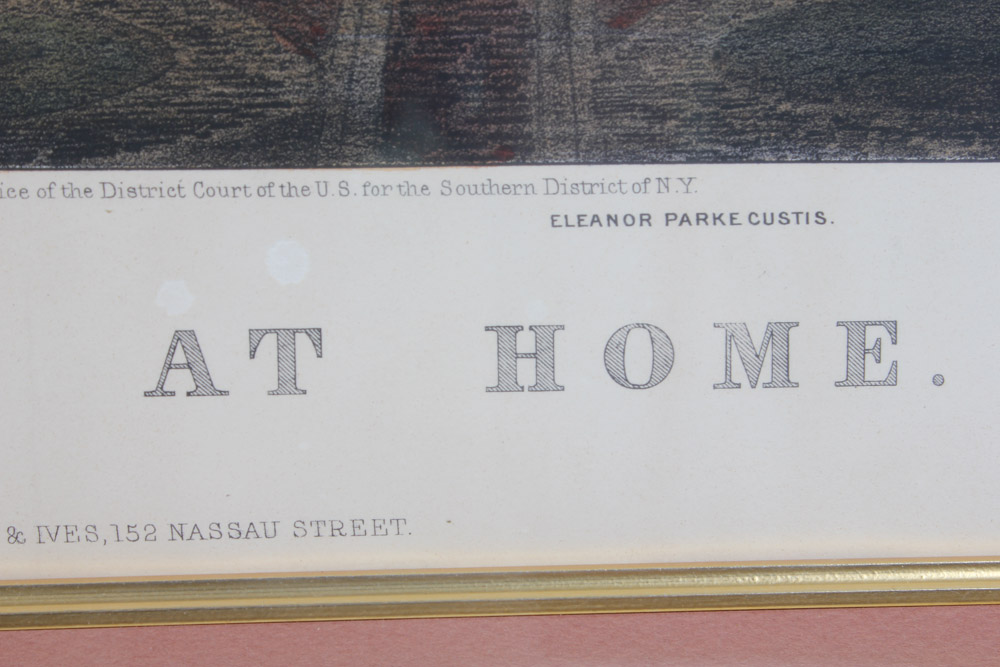 ice of the District Court of the U.S. for the Southern District of N.Y.
ELEANOR PARKE CUSTIS.
AT HOME.
& IVES, 152 NASSAU STREET.